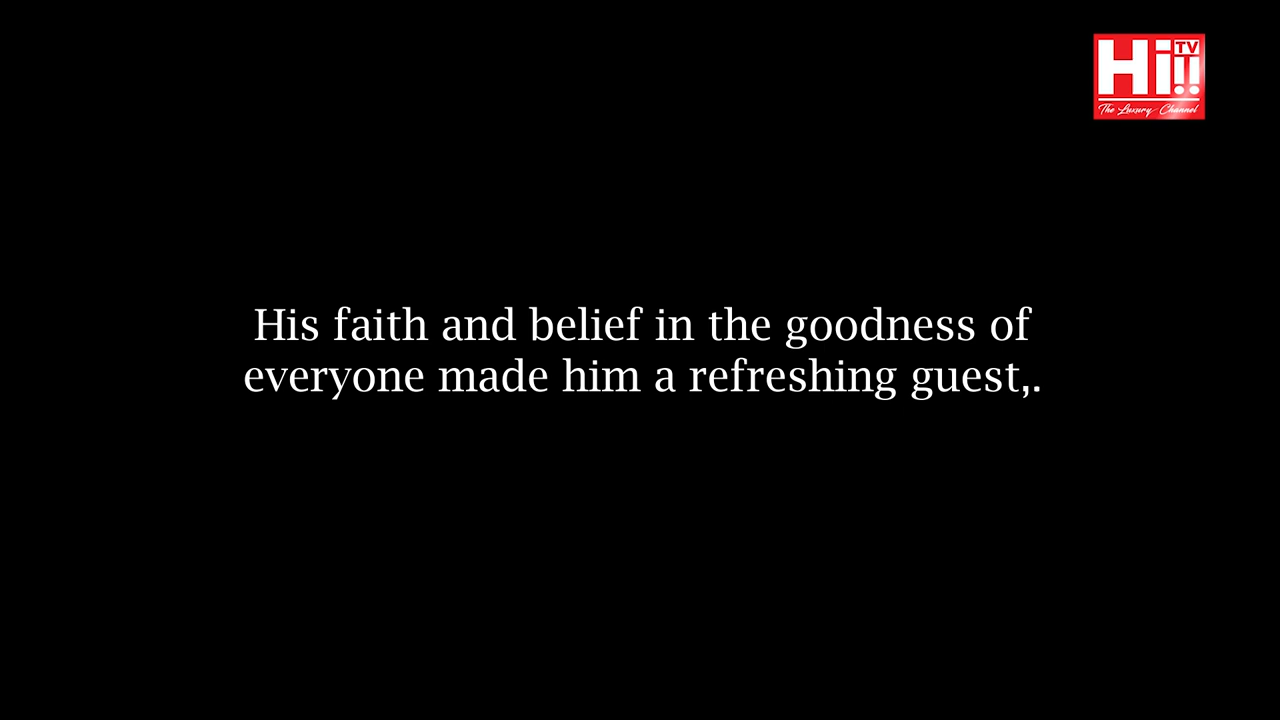 Hi!!
TV
The Luxury Channel
His faith and belief in the goodness of
everyone made him a refreshing guest,.